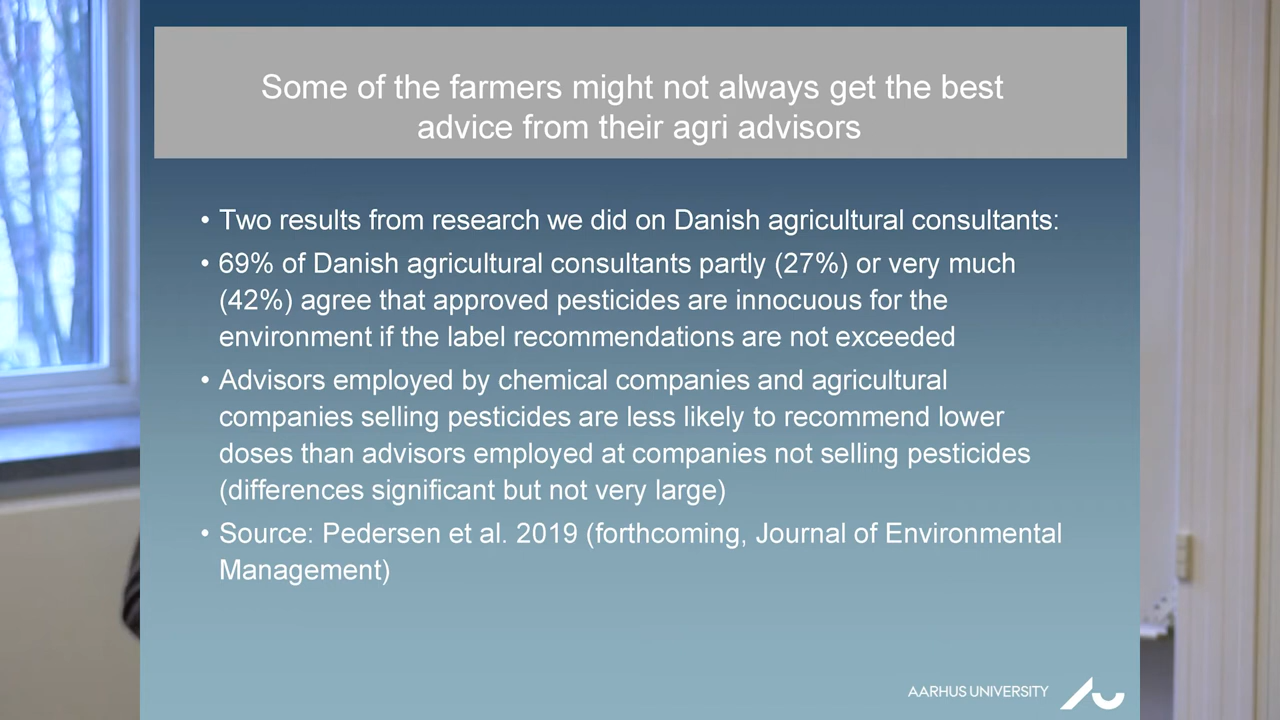 Some of the farmers might not always get the best
advice from their agri advisors
• Two results from research we did on Danish agricultural consultants:
• 69% of Danish agricultural consultants partly (27%) or very much
(42%) agree that approved pesticides are innocuous for the
environment if the label recommendations are not exceeded
• Advisors employed by chemical companies and agricultural
companies selling pesticides are less likely to recommend lower
doses than advisors employed at companies not selling pesticides
(differences significant but not very large)
• Source: Pedersen et al. 2019 (forthcoming, Journal of Environmental
Management)
AARHUS UNIVERSITY